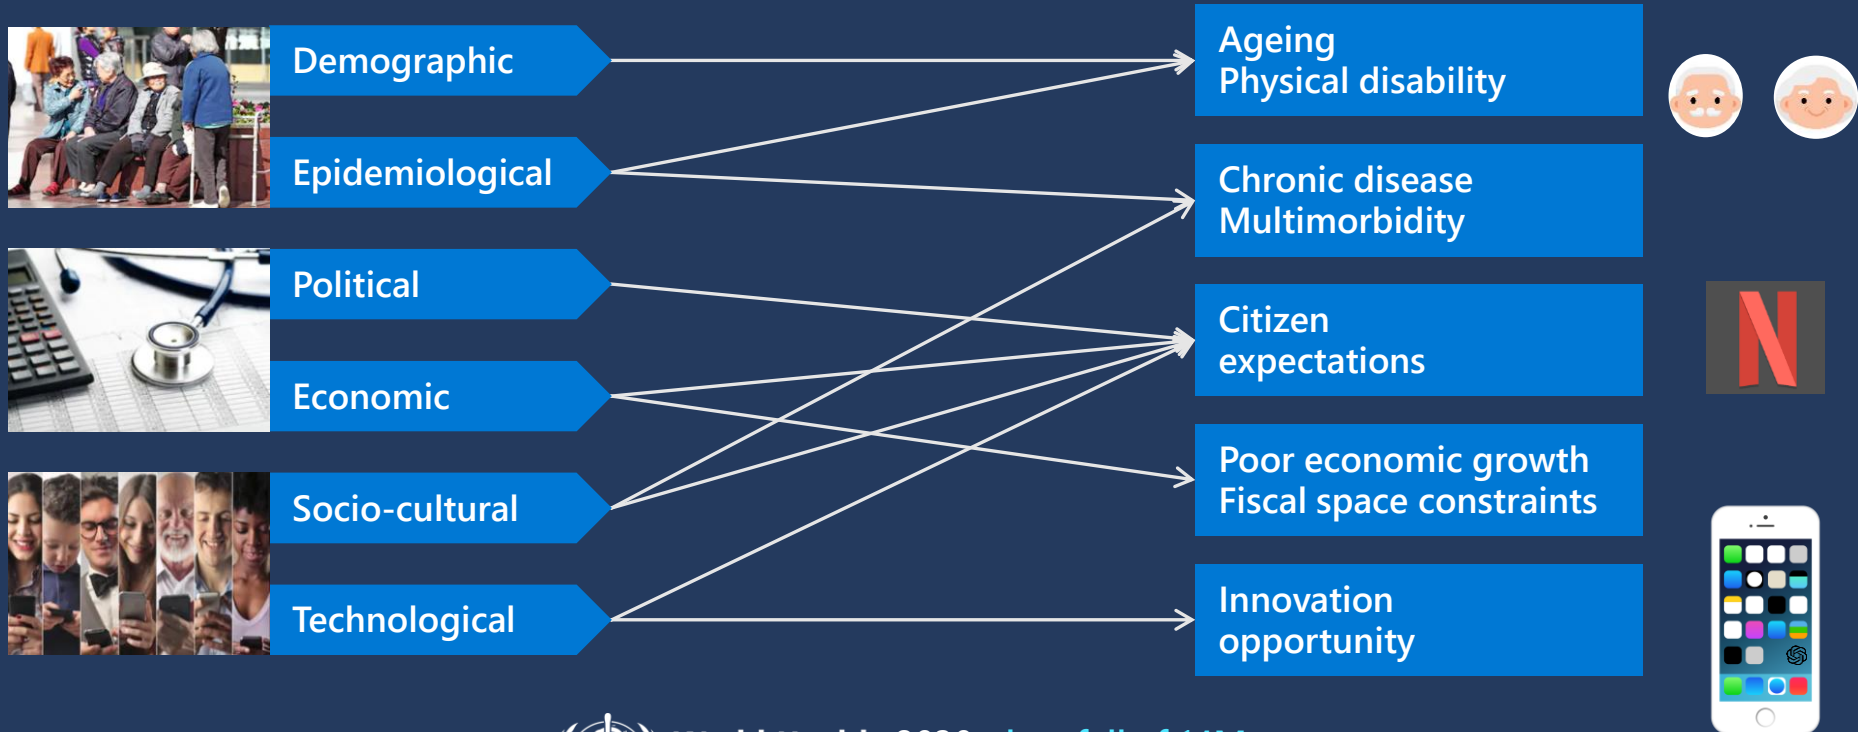 Demographic
Epidemiological
Political
Economic
Socio-cultural
Technological
Ageing
Physical disability
Chronic disease
Multimorbidity
Citizen
expectations
Poor economic growth
Fiscal space constraints
Innovation
opportunity
N